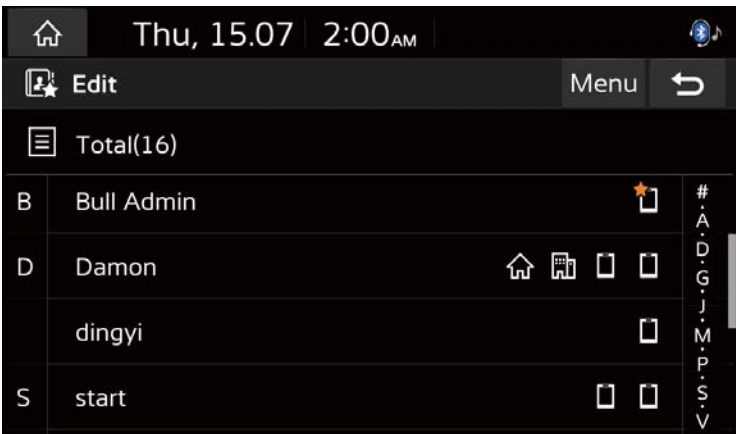 Thu, 15.07 2:00AM
Edit Menu
Total(16)
B Bull Admin
D Damon
dingyi
S start
#
A
D
G
J
M
P
S
V